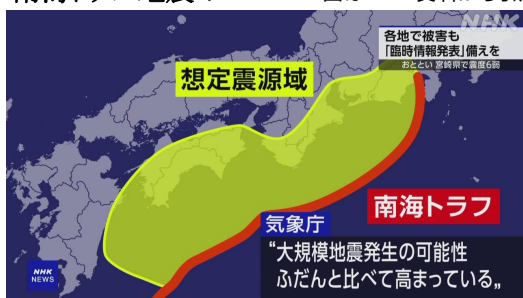 NHK
各地で被害も
「臨時情報発表」備えを
おととい 宮崎県で震度6弱
想定震源域
南海トラフ
気象庁
“大規模地震発生の可能性
ふだんと比べて高まっている„
NHK
NEWS